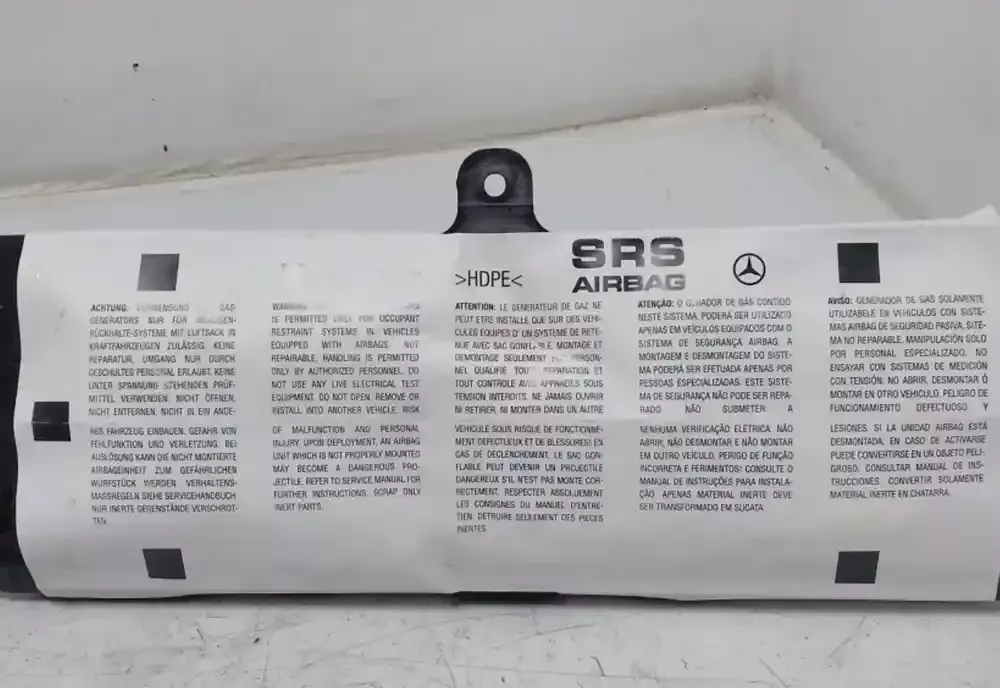 SRS
AIRBAG
>HDPE<
ACHTUNG: VERWENDUNG GAS-
GENERATORS NUR FÜR INSASSEN-
RÜCKHALTE-SYSTEME MIT LUFTSACK IN
KRAFTFAHRZEUGEN ZULÄSSIG. KEINE
REPARATUR, UMGANG NUR DURCH
GESCHULTES PERSONAL ERLAUBT. KEINE
UNTER SPANNUNG STEHENDEN PRÜF-
MITTEL VERWENDEN. NICHT ÖFFNEN,
NICHT ENTFERNEN. NICHT IN EIN ANDE-
RES FAHRZEUG EINBAUEN. GEFAHR VON
FEHLFUNKTION UND VERLETZUNG. BEI
AUSLÖSUNG KANN DIE NICHT MONTIERTE
AIRBAGEINHEIT ZUM GEFÄHRLICHEN
WURFSTÜCK WERDEN VERHALTENS-
MASSREGELN SIEHE SERVICEHANDBUCH
NUR INERTE GEGENSTÄNDE VERSCHROT-
TEN.
WARNING
IS PERMITTED ONLY FOR OCCUPANT
RESTRAINT SYSTEMS IN VEHICLES
EQUIPPED WITH AIRBAGS. NOT
REPAIRABLE, HANDLING IS PERMITTED
ONLY BY AUTHORIZED PERSONNEL. DO
NOT USE ANY LIVE ELECTRICAL TEST
EQUIPMENT. DO NOT OPEN. REMOVE OR
INSTALL INTO ANOTHER VEHICLE. RISK
OF MALFUNCTION AND PERSONAL
INJURY. UPON DEPLOYMENT, AN AIRBAG
UNIT WHICH IS NOT PROPERLY MOUNTED
MAY BECOME A DANGEROUS PRO-
JECTILE. REFER TO SERVICE MANUAL FOR
FURTHER INSTRUCTIONS. SCRAP ONLY
INERT PARTS.
ATTENTION: LE GENERATEUR DE GAZ NE
PEUT ETRE INSTALLE QUE SUR DES VEHI-
CULES EQUIPES D' UN SYSTEME DE RETE-
NUE AVEC SAC GONFLABLE. MONTAGE ET
DEMONTAGE SEULEMENT PERSON-
NEL QUALIFIE TOUTE REPARATION ET
TOUT CONTROLE AVEC APPAREILS SOUS
TENSION INTERDITS. NE JAMAIS OUVRIR
NI RETIRER, NI MONTER DANS UN AUTRE
VEHICULE SOUS RISQUE DE FONCTIONNE-
MENT DEFECTUEUX ET DE BLESSURE! EN
CAS DE DECLENCHEMENT. LE SAC GON-
FLABLE PEUT DEVENIR UN PROJECTILE
DANGEREUX S'IL N'EST PAS MONTE COR-
RECTEMENT. RESPECTER ABSOLUMENT
LES CONSIGNES DU MANUEL D'ENTRE-
TIEN DETRUIRE SEULEMENT DES PIECES
INERTES.
ATENÇÃO: O GERADOR DE GÁS CONTIDO
NESTE SISTEMA. PODERÁ SER UTILIZADO
APENAS EM VEÍCULOS EQUIPADOS COM O
SISTEMA DE SEGURANÇA AIRBAG. A
MONTAGEM E DESMONTAGEM DO SISTE-
MA PODERÁ SER EFETUADA APENAS POR
PESSOAS ESPECIALIZADAS. ESTE SISTE-
MA DE SEGURANÇA NÃO PODE SER REPA-
RADO NÃO SUBMETER A
NENHUMA VERIFICAÇÃO ELÉTRICA. NÃO
ABRIR, NÃO DESMONTAR E NÃO MONTAR
EM OUTRO VEÍCULO. PERIGO DE FUNÇÃO
INCORRETA E FERIMENTOS! CONSULTE O
MANUAL DE INSTRUÇÕES PARA INSTALA-
ÇÃO APENAS MATERIAL INERTE DEVE
SER TRANSFORMADO EM SUCATA.
AVISO: GENERADOR DE GAS SOLAMENTE
UTILIZABELE EN VEHICULOS CON SISTE-
MAS AIRBAG DE SEGURIDAD PASIVA, SITE-
MA NO REPARABLE. MANIPULACIÓN SOLO
POR PERSONAL ESPECIALIZADO. NO
ENSAYAR CON SISTEMAS DE MEDICIÓN
CON TENSIÓN. NO ABRIR, DESMONTAR Ó
MONTAR EN OTRO VEHICULO. PELIGRO DE
FUNCIONAMIENTO DEFECTUOSO Y
LESIONES. SI LA UNIDAD AIRBAG ESTÁ
DESMONTADA, EN CASO DE ACTIVARSE
PUEDE CONVERTIRSE EN UN OBJETO PELI-
GROSO. CONSULTAR MANUAL DE INS-
TRUCCIONES CONVERTIR SOLAMENTE
MATERIAL INERTE EN CHATARRA.